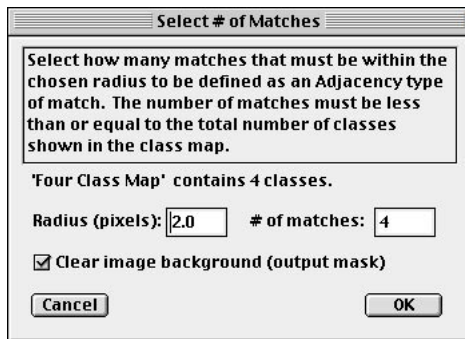 Select # of Matches
Select how many matches that must be within the
chosen radius to be defined as an Adjacency type
of match. The number of matches must be less
than or equal to the total number of classes
shown in the class map.
'Four Class Map' contains 4 classes.
Radius (pixels): 2.0 # of matches: 4
Clear image background (output mask)
Cancel OK